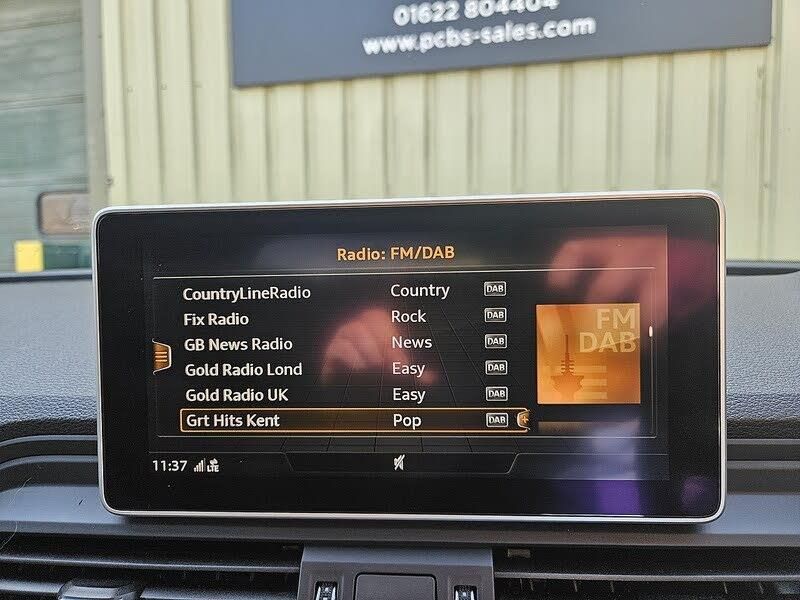 01622 804404
www.pcbs-sales.com
Radio: FM/DAB
CountryLineRadio Country DAB
Fix Radio Rock DAB
GB News Radio News DAB
Gold Radio Lond Easy DAB
Gold Radio UK Easy DAB
Grt Hits Kent Pop DAB
FM
DAB
11:37 LTE